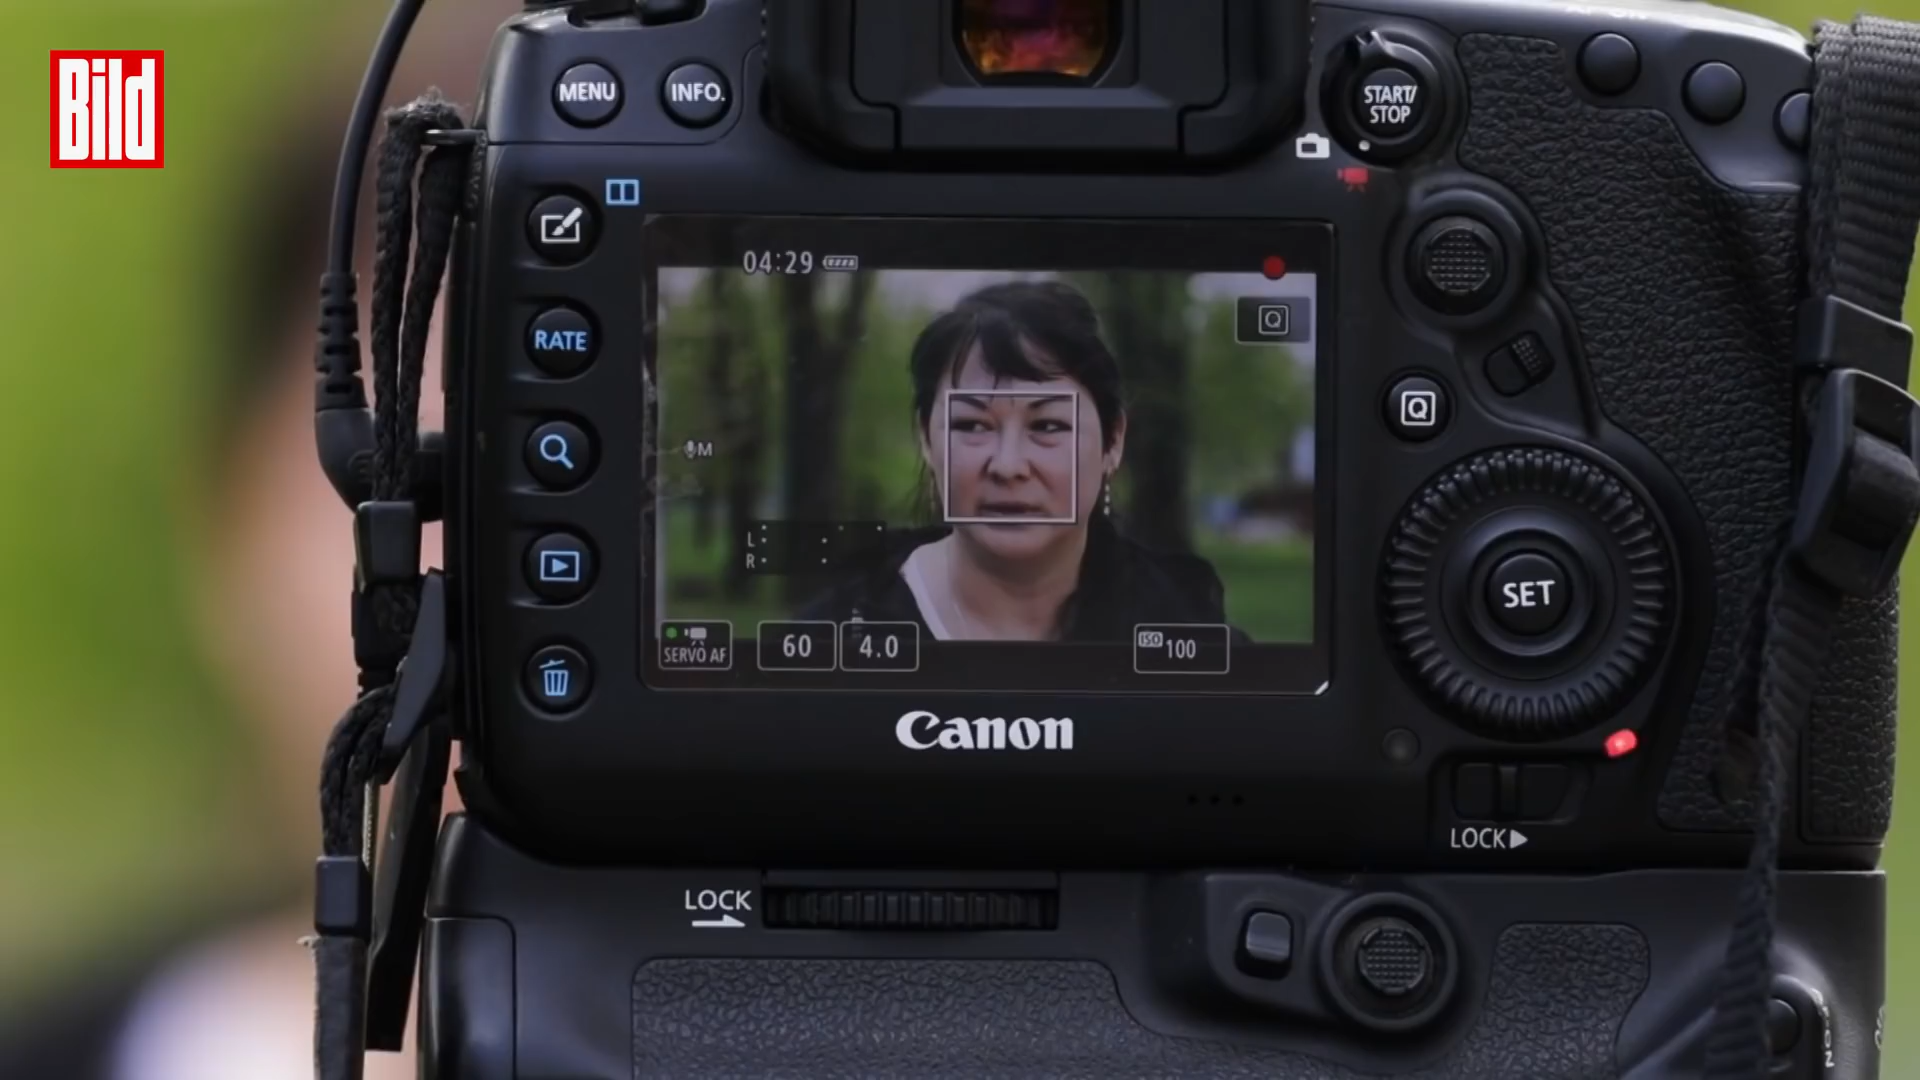 Bild
MENU
INFO.
START/
STOP
04:29
Q
RATE
M
Q
L
R
SERVO AF
60
4.0
ISO 100
SET
Canon
LOCK
LOCK